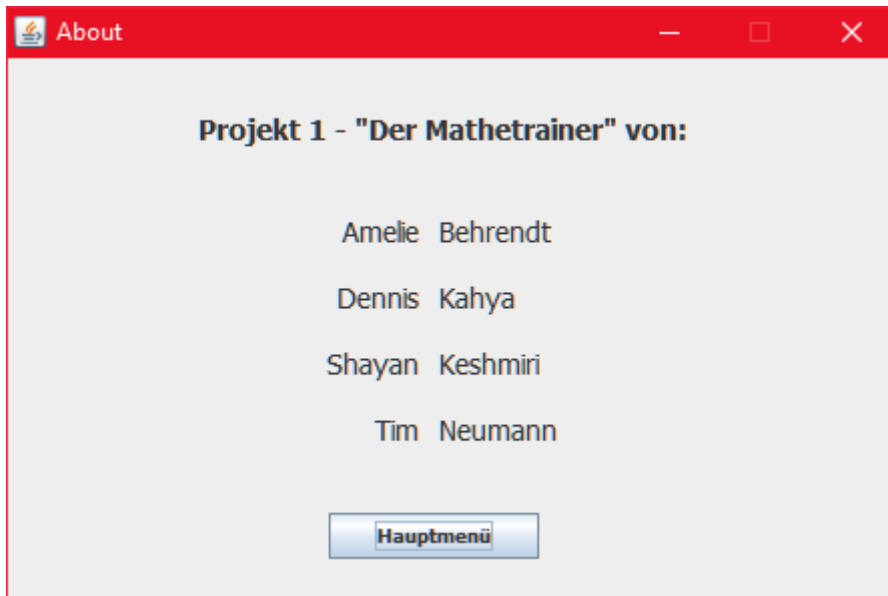 About
Projekt 1 - "Der Mathetrainer" von:
Amelie Behrendt
Dennis Kahya
Shayan Keshmiri
Tim Neumann
Hauptmenü